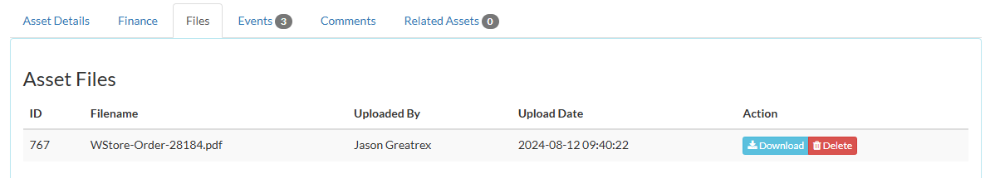 Asset Details Finance Files Events 3 Comments Related Assets 0
Asset Files
ID Filename Uploaded By Upload Date Action
767 WStore-Order-28184.pdf Jason Greatrex 2024-08-12 09:40:22 Download Delete